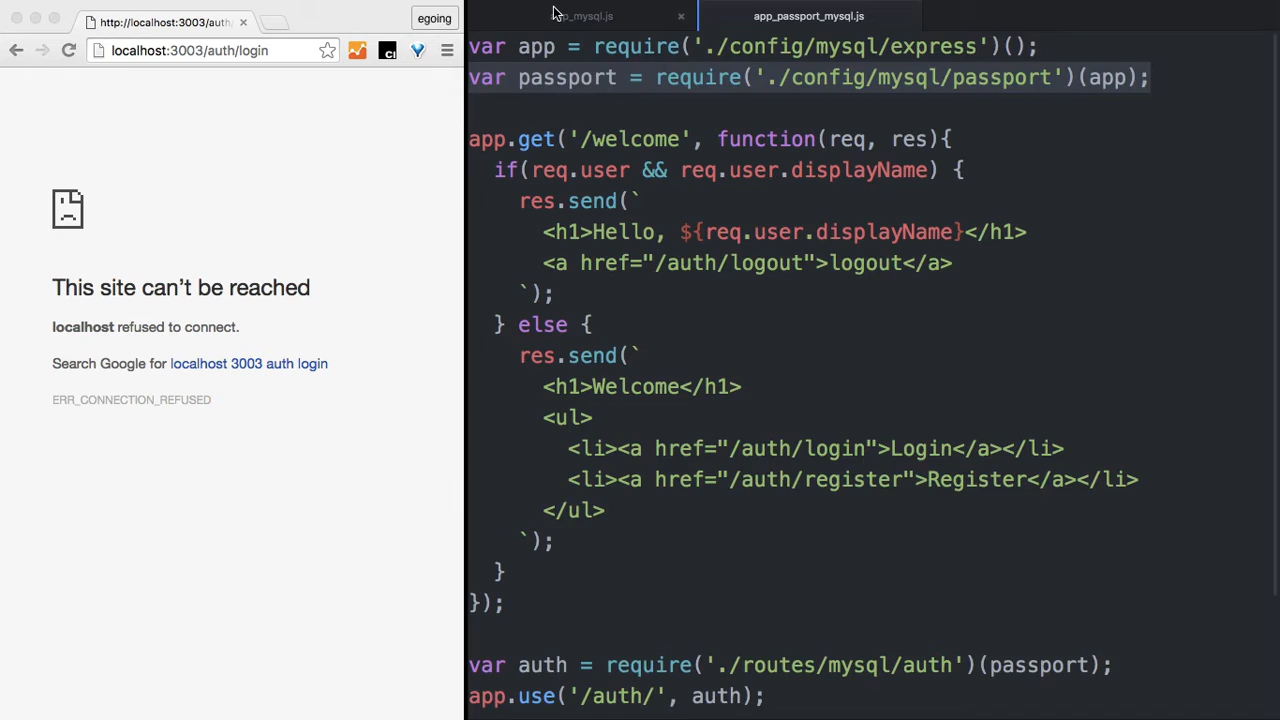 http://localhost:3003/auth/
egoing
localhost:3003/auth/login
CI
This site can't be reached
localhost refused to connect.
Search Google for localhost 3003 auth login
ERR_CONNECTION_REFUSED
_mysql.js
app_passport_mysql.js
var app = require('./config/mysql/express')();
var passport = require('./config/mysql/passport')(app);
app.get('/welcome', function(req, res){
if(req.user && req.user.displayName) {
res.send(`
<h1>Hello, ${req.user.displayName}</h1>
<a href="/auth/logout">logout</a>
`);
} else {
res.send(`
<h1>Welcome</h1>
<ul>
<li><a href="/auth/login">Login</a></li>
<li><a href="/auth/register">Register</a></li>
</ul>
`);
}
});
var auth = require('./routes/mysql/auth')(passport);
app.use('/auth/', auth);